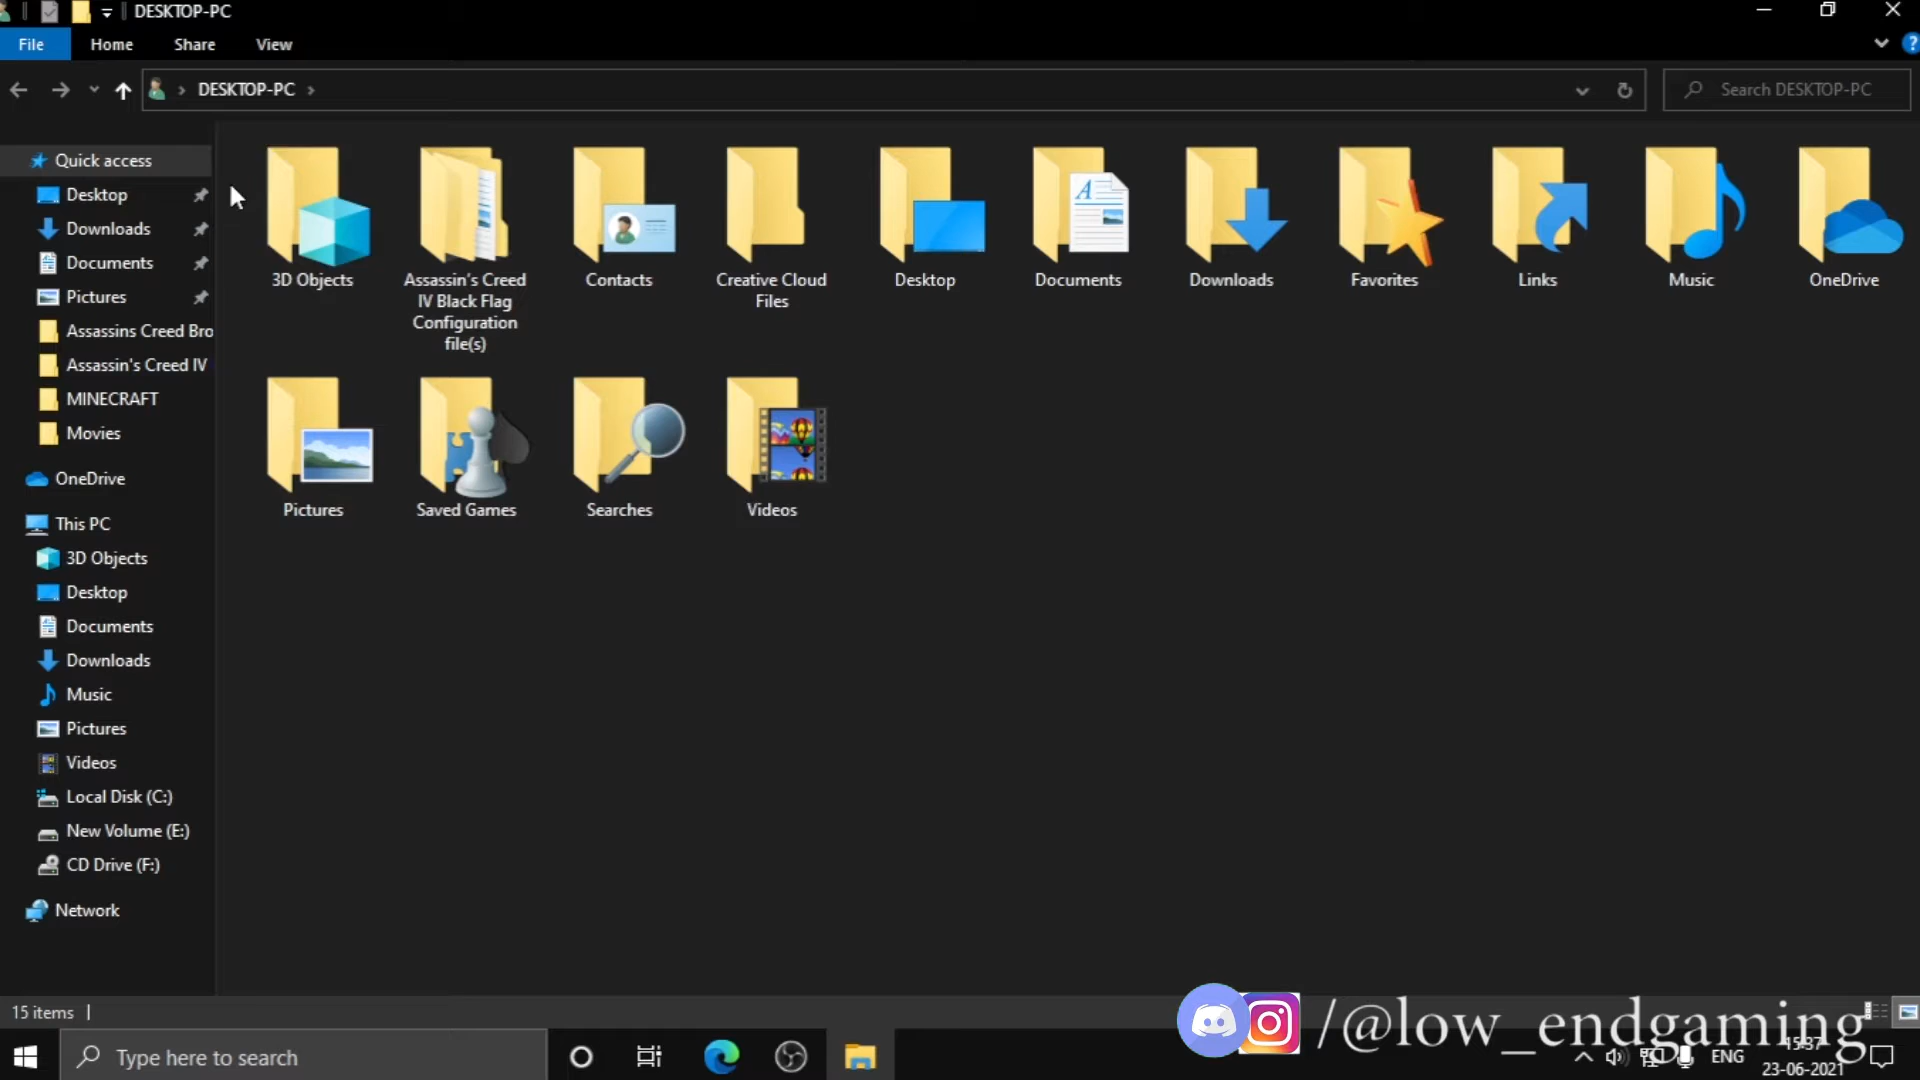 DESKTOP-PC
File Home Share View
DESKTOP-PC
Search DESKTOP-PC
Quick access
Desktop
Downloads
Documents
Pictures
Assassins Creed Bro
Assassin's Creed IV
MINECRAFT
Movies
OneDrive
This PC
3D Objects
Desktop
Documents
Downloads
Music
Pictures
Videos
Local Disk (C:)
New Volume (E:)
CD Drive (F:)
Network
3D Objects
Assassin's Creed
IV Black Flag
Configuration
file(s)
Contacts
Creative Cloud
Files
Desktop
Documents
Downloads
Favorites
Links
Music
OneDrive
Pictures
Saved Games
Searches
Videos
15 items
/@low_endgaming
Type here to search
ENG
15:37
23-06-2021